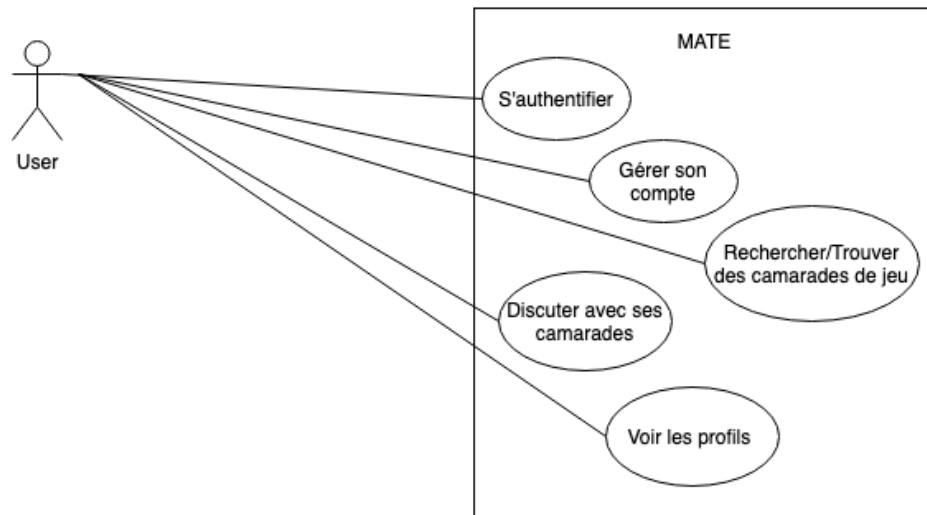 MATE
S'authentifier
User
Gérer son
compte
Rechercher/Trouver
des camarades de jeu
Discuter avec ses
camarades
Voir les profils